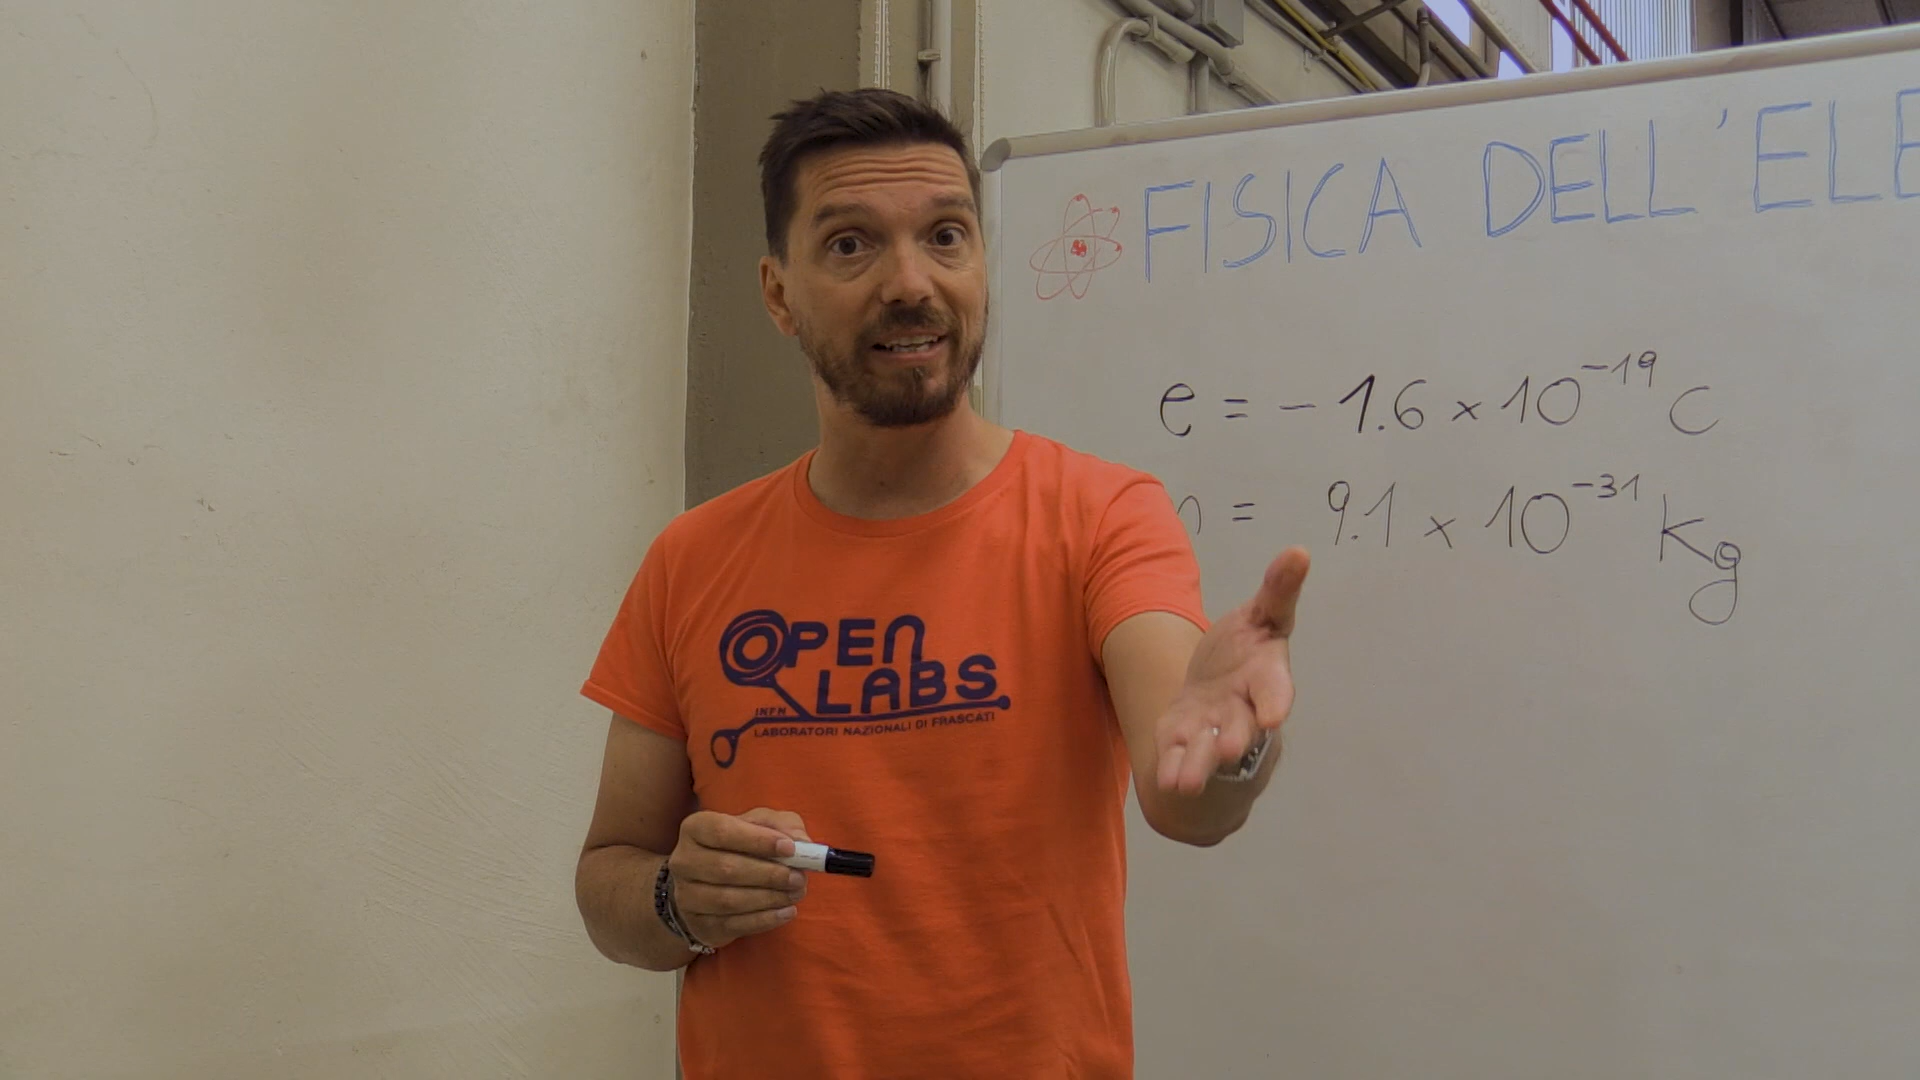 FISICA DELL'ELE
e = - 1.6 × 10⁻¹⁹ C
= 9.1 × 10⁻³¹ Kg
OPEN
LABS
INFN
LABORATORI NAZIONALI DI FRASCATI